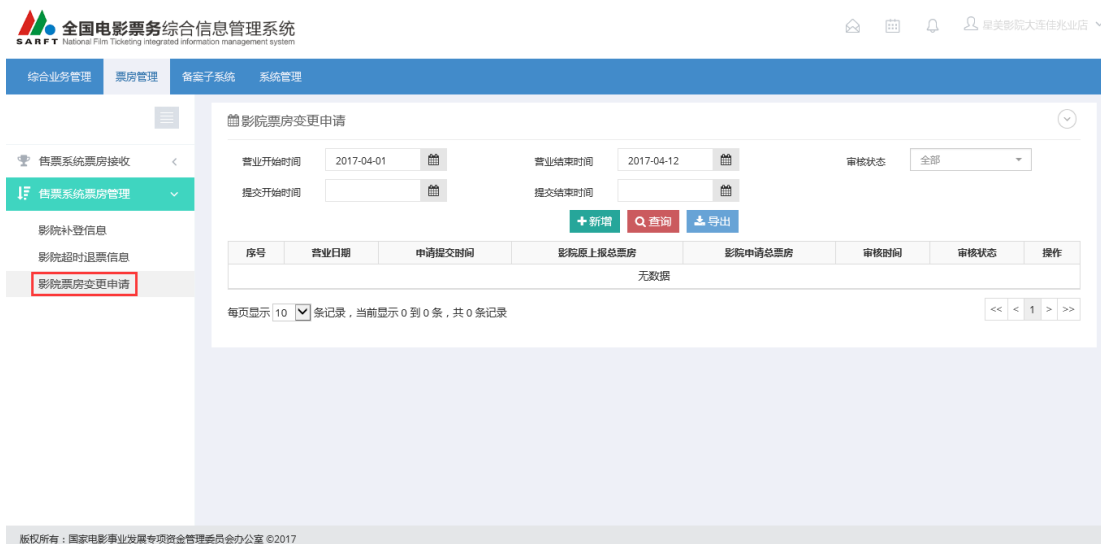 全国电影票务综合信息管理系统
SARFT National Film Ticketing integrated information management system
星美影院大连佳兆业店
综合业务管理 票房管理 备案子系统 系统管理
影院票房变更申请
售票系统票房接收
营业开始时间 2017-04-01 营业结束时间 2017-04-12 审核状态 全部
售票系统票房管理
提交开始时间 提交结束时间
新增 查询 导出
影院补登信息
影院超时退票信息
影院票房变更申请
序号 营业日期 申请提交时间 影院原上报总票房 影院申请总票房 审核时间 审核状态 操作
无数据
每页显示 10 条记录，当前显示 0 到 0 条，共 0 条记录
<< < 1 > >>
版权所有：国家电影事业发展专项资金管理委员会办公室 ©2017